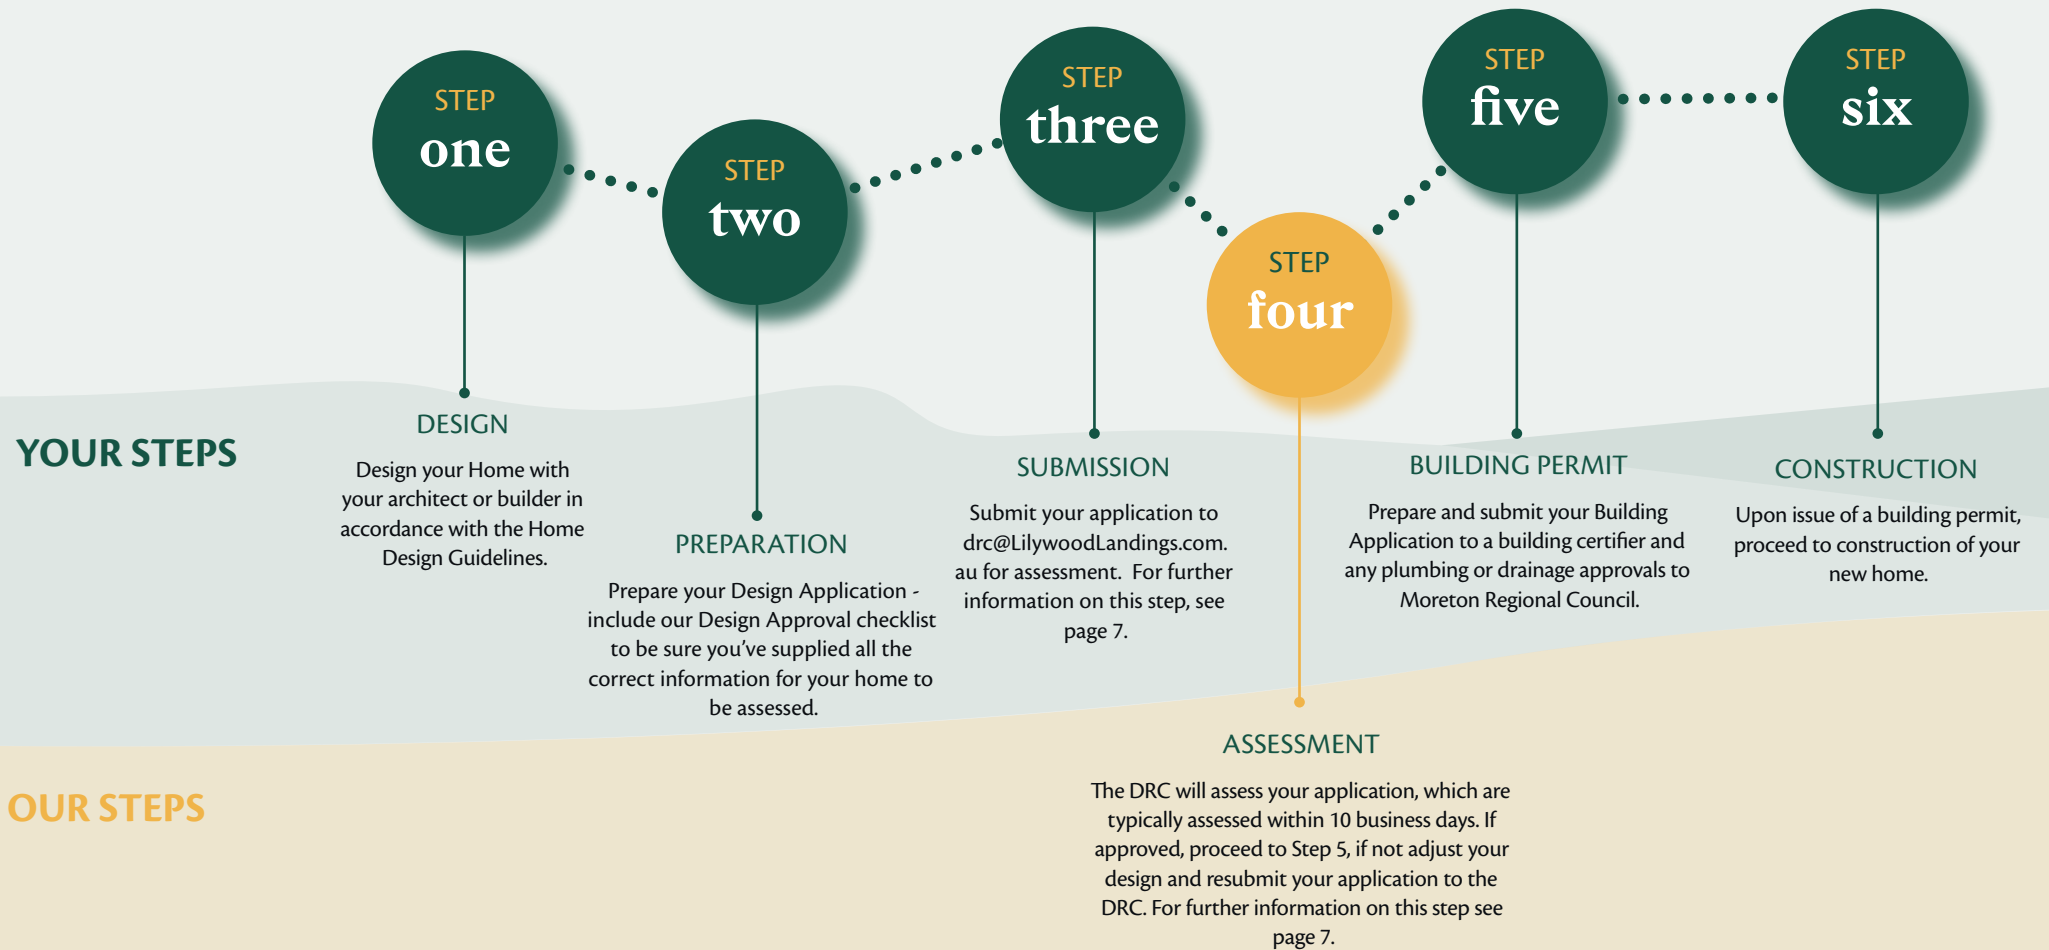 STEP
one
STEP
two
STEP
three
STEP
four
STEP
five
STEP
six
YOUR STEPS
DESIGN
Design your Home with
your architect or builder in
accordance with the Home
Design Guidelines.
PREPARATION
Prepare your Design Application -
include our Design Approval checklist
to be sure you've supplied all the
correct information for your home to
be assessed.
SUBMISSION
Submit your application to
drc@LilywoodLandings.com.
au for assessment.  For further
information on this step, see
page 7.
BUILDING PERMIT
Prepare and submit your Building
Application to a building certifier and
any plumbing or drainage approvals to
Moreton Regional Council.
CONSTRUCTION
Upon issue of a building permit,
proceed to construction of your
new home.
OUR STEPS
ASSESSMENT
The DRC will assess your application, which are
typically assessed within 10 business days. If
approved, proceed to Step 5, if not adjust your
design and resubmit your application to the
DRC. For further information on this step see
page 7.